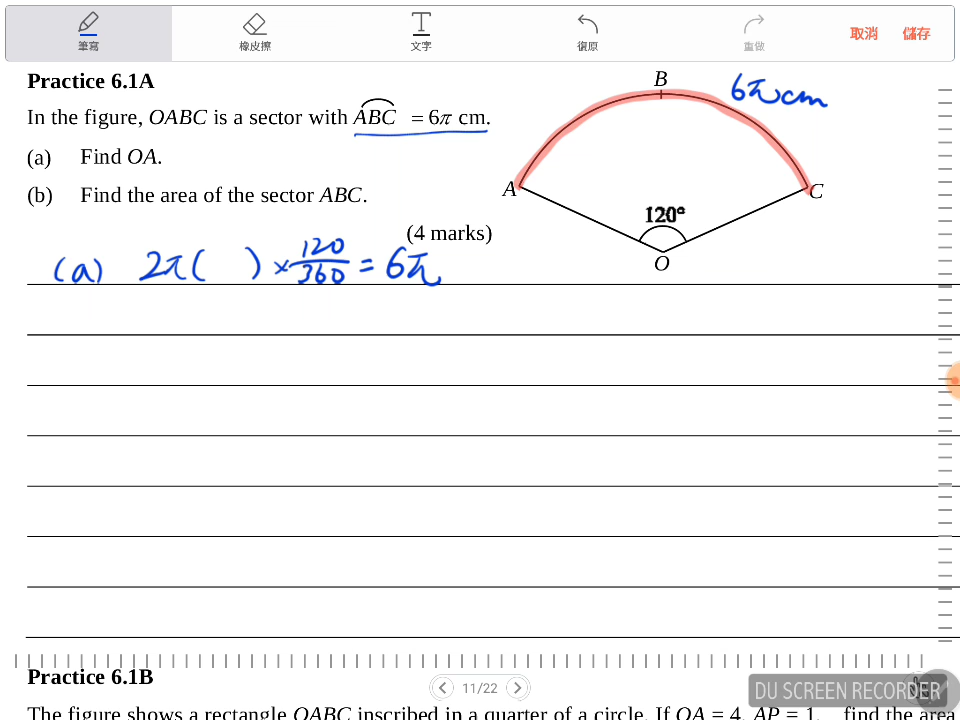 筆寫 橡皮擦 文字 復原 重做 取消 儲存
Practice 6.1A
In the figure, OABC is a sector with ABC = 6π cm.
(a) Find OA.
(b) Find the area of the sector ABC.
(4 marks)
B
6π cm
A
C
120°
O
(a) 2π( ) × 120/360 = 6π
Practice 6.1B
11/22
DU SCREEN RECORDER
The figure shows a rectangle OABC inscribed in a quarter of a circle. If OA = 4, AP = 1, find the area